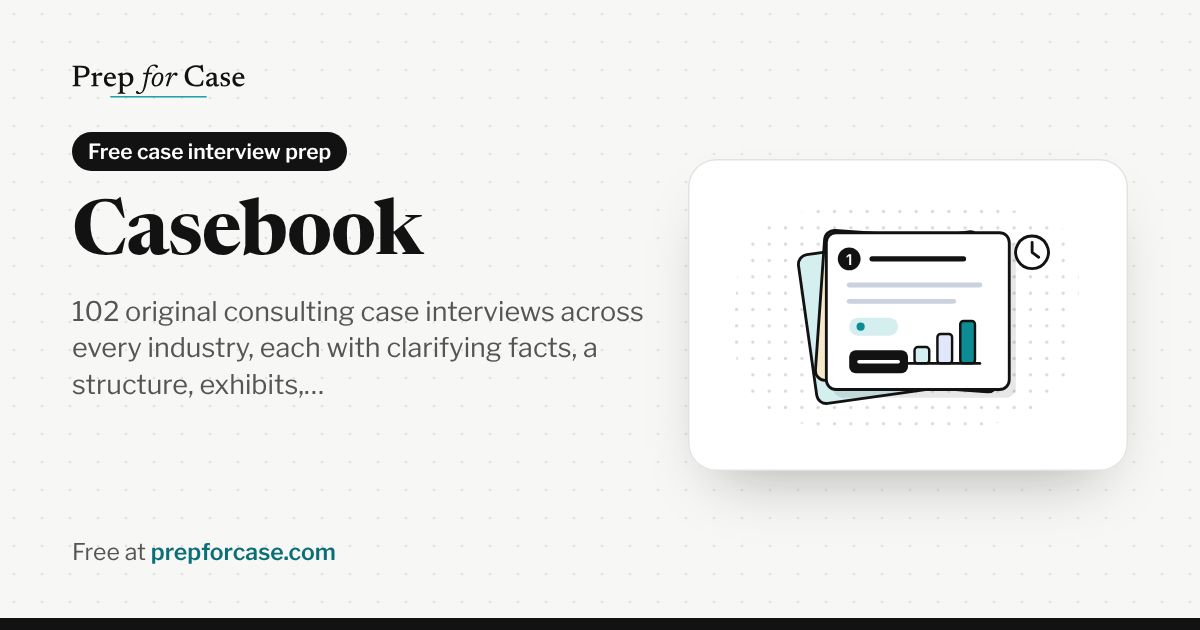 Prep for Case
Free case interview prep
Casebook
102 original consulting case interviews across
every industry, each with clarifying facts, a
structure, exhibits,...
1
Free at prepforcase.com